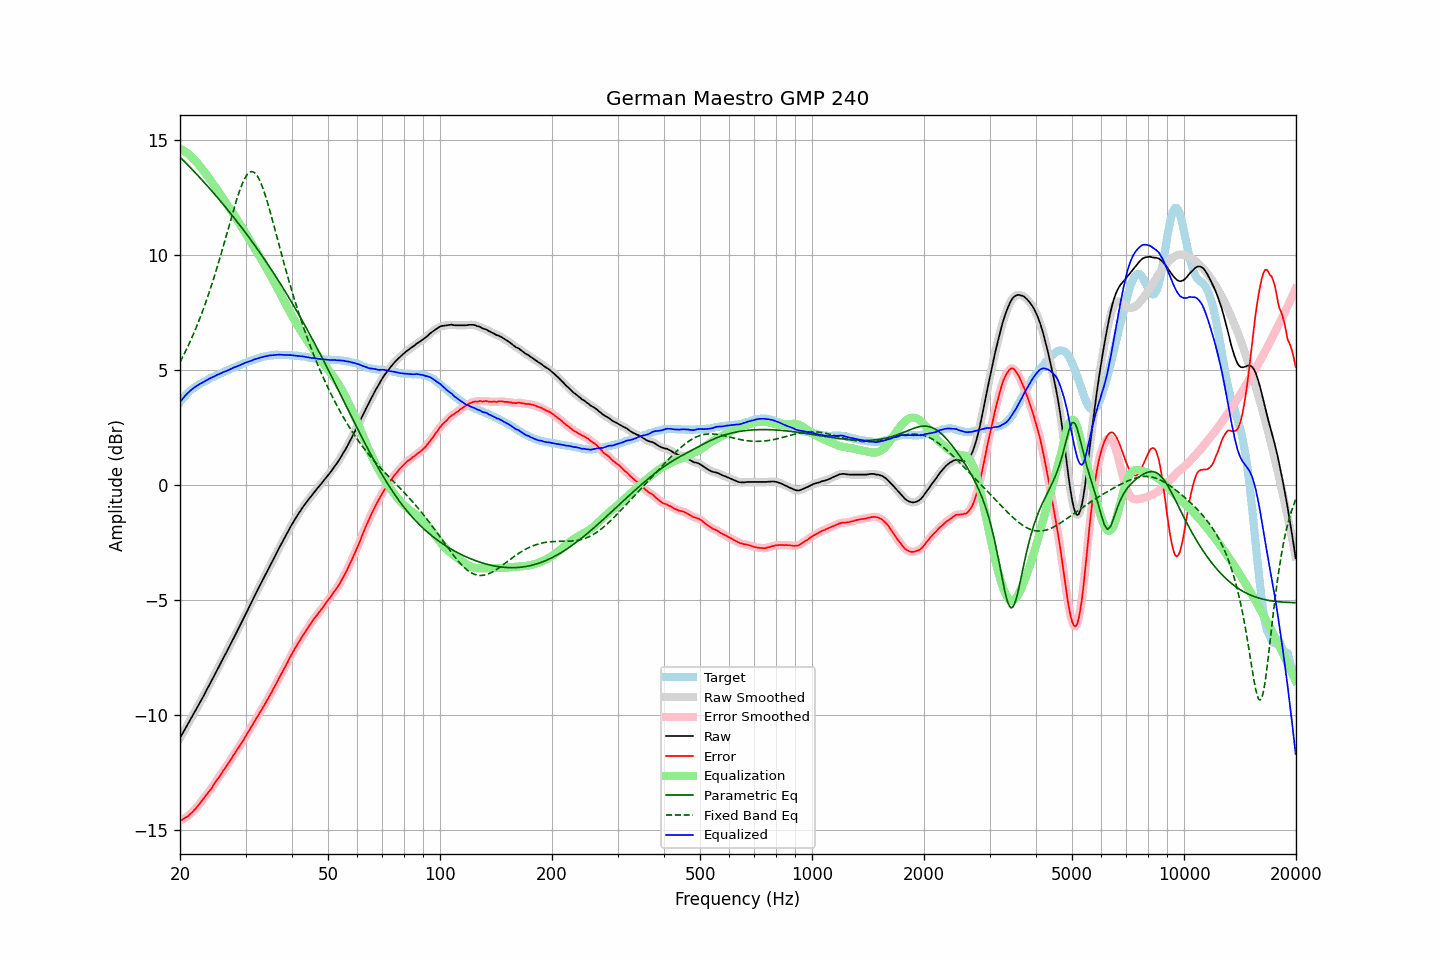 German Maestro GMP 240
Amplitude (dBr)
15
10
5
0
−5
−10
−15
20
50
100
200
500
1000
2000
5000
10000
20000
Frequency (Hz)
Target
Raw Smoothed
Error Smoothed
Raw
Error
Equalization
Parametric Eq
Fixed Band Eq
Equalized